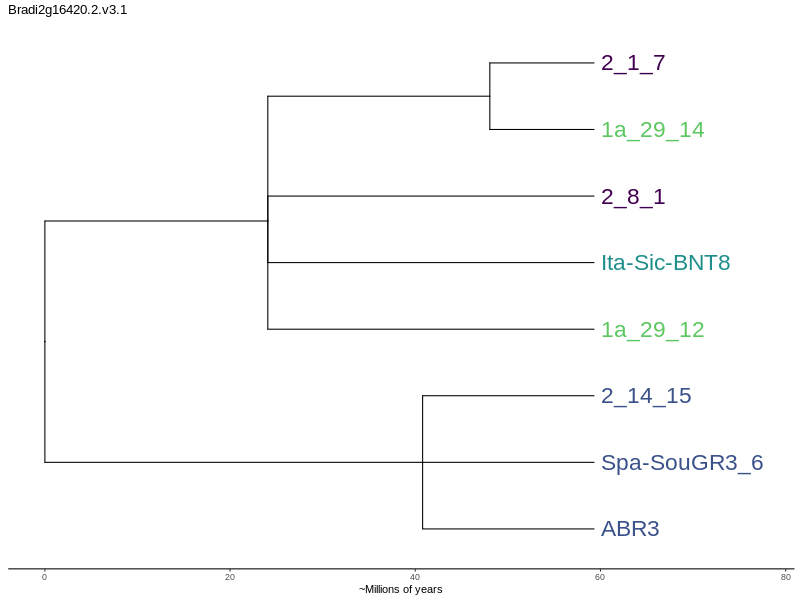 Bradi2g16420.2.v3.1
2_1_7
1a_29_14
2_8_1
Ita-Sic-BNT8
1a_29_12
2_14_15
Spa-SouGR3_6
ABR3
0 20 40 60 80
~Millions of years